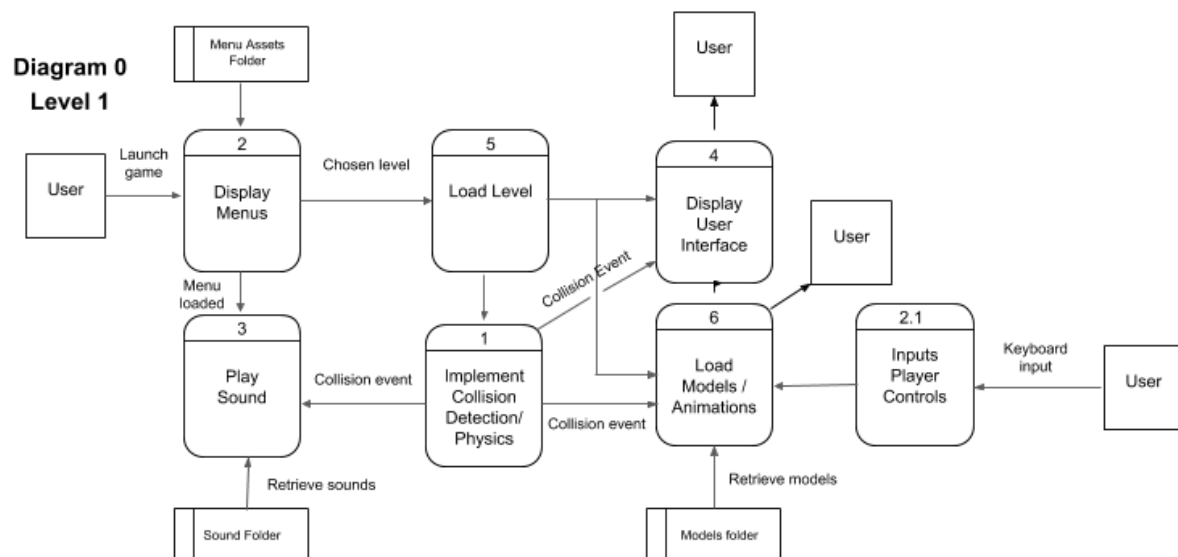 Menu Assets
Folder
User
Diagram 0
Level 1
2
Display
Menus
Launch
game
User
Chosen level
5
Load Level
4
Display
User
Interface
User
Collision Event
Menu
loaded
3
Play
Sound
Collision event
1
Implement
Collision
Detection/
Physics
Collision event
6
Load
Models /
Animations
2.1
Inputs
Player
Controls
Keyboard
input
User
Retrieve sounds
Sound Folder
Retrieve models
Models folder